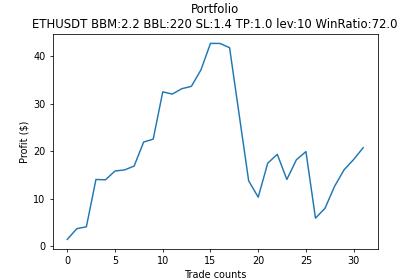 Portfolio
ETHUSDT BBM:2.2 BBL:220 SL:1.4 TP:1.0 lev:10 WinRatio:72.0
Profit ($)
40
30
20
10
0
0 5 10 15 20 25 30
Trade counts